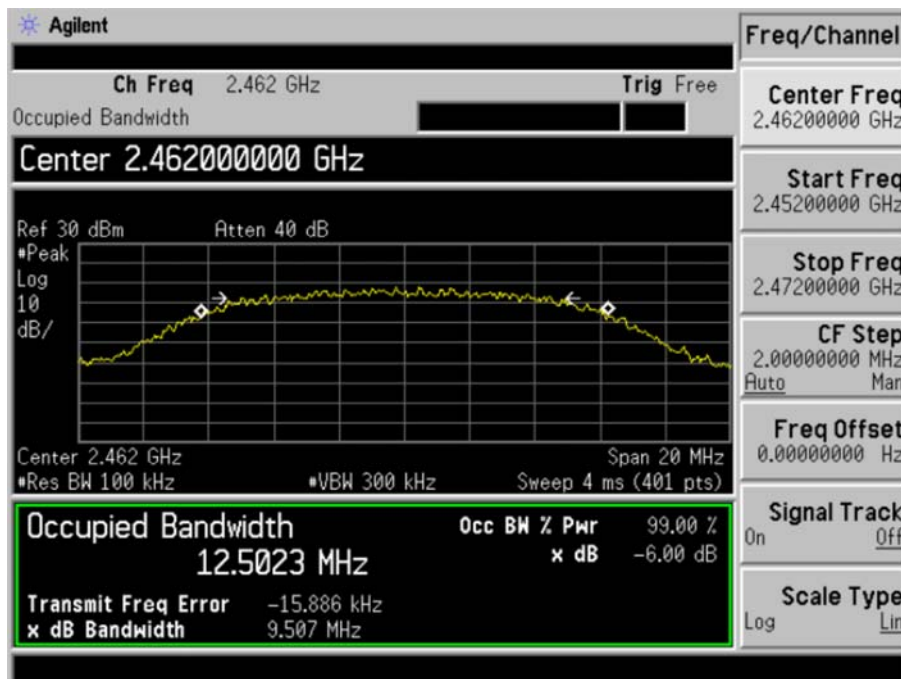 Agilent
Freq/Channel
Ch Freq 2.462 GHz Trig Free
Occupied Bandwidth
Center 2.462000000 GHz
Ref 30 dBm Atten 40 dB
#Peak
Log
10
dB/
Center 2.462 GHz Span 20 MHz
#Res BW 100 kHz #VBW 300 kHz Sweep 4 ms (401 pts)
Occupied Bandwidth Occ BW % Pwr 99.00 %
12.5023 MHz x dB -6.00 dB
Transmit Freq Error -15.886 kHz
x dB Bandwidth 9.507 MHz
Center Freq
2.46200000 GHz
Start Freq
2.45200000 GHz
Stop Freq
2.47200000 GHz
CF Step
2.00000000 MHz
Auto Man
Freq Offset
0.00000000 Hz
Signal Track
On Off
Scale Type
Log Lin